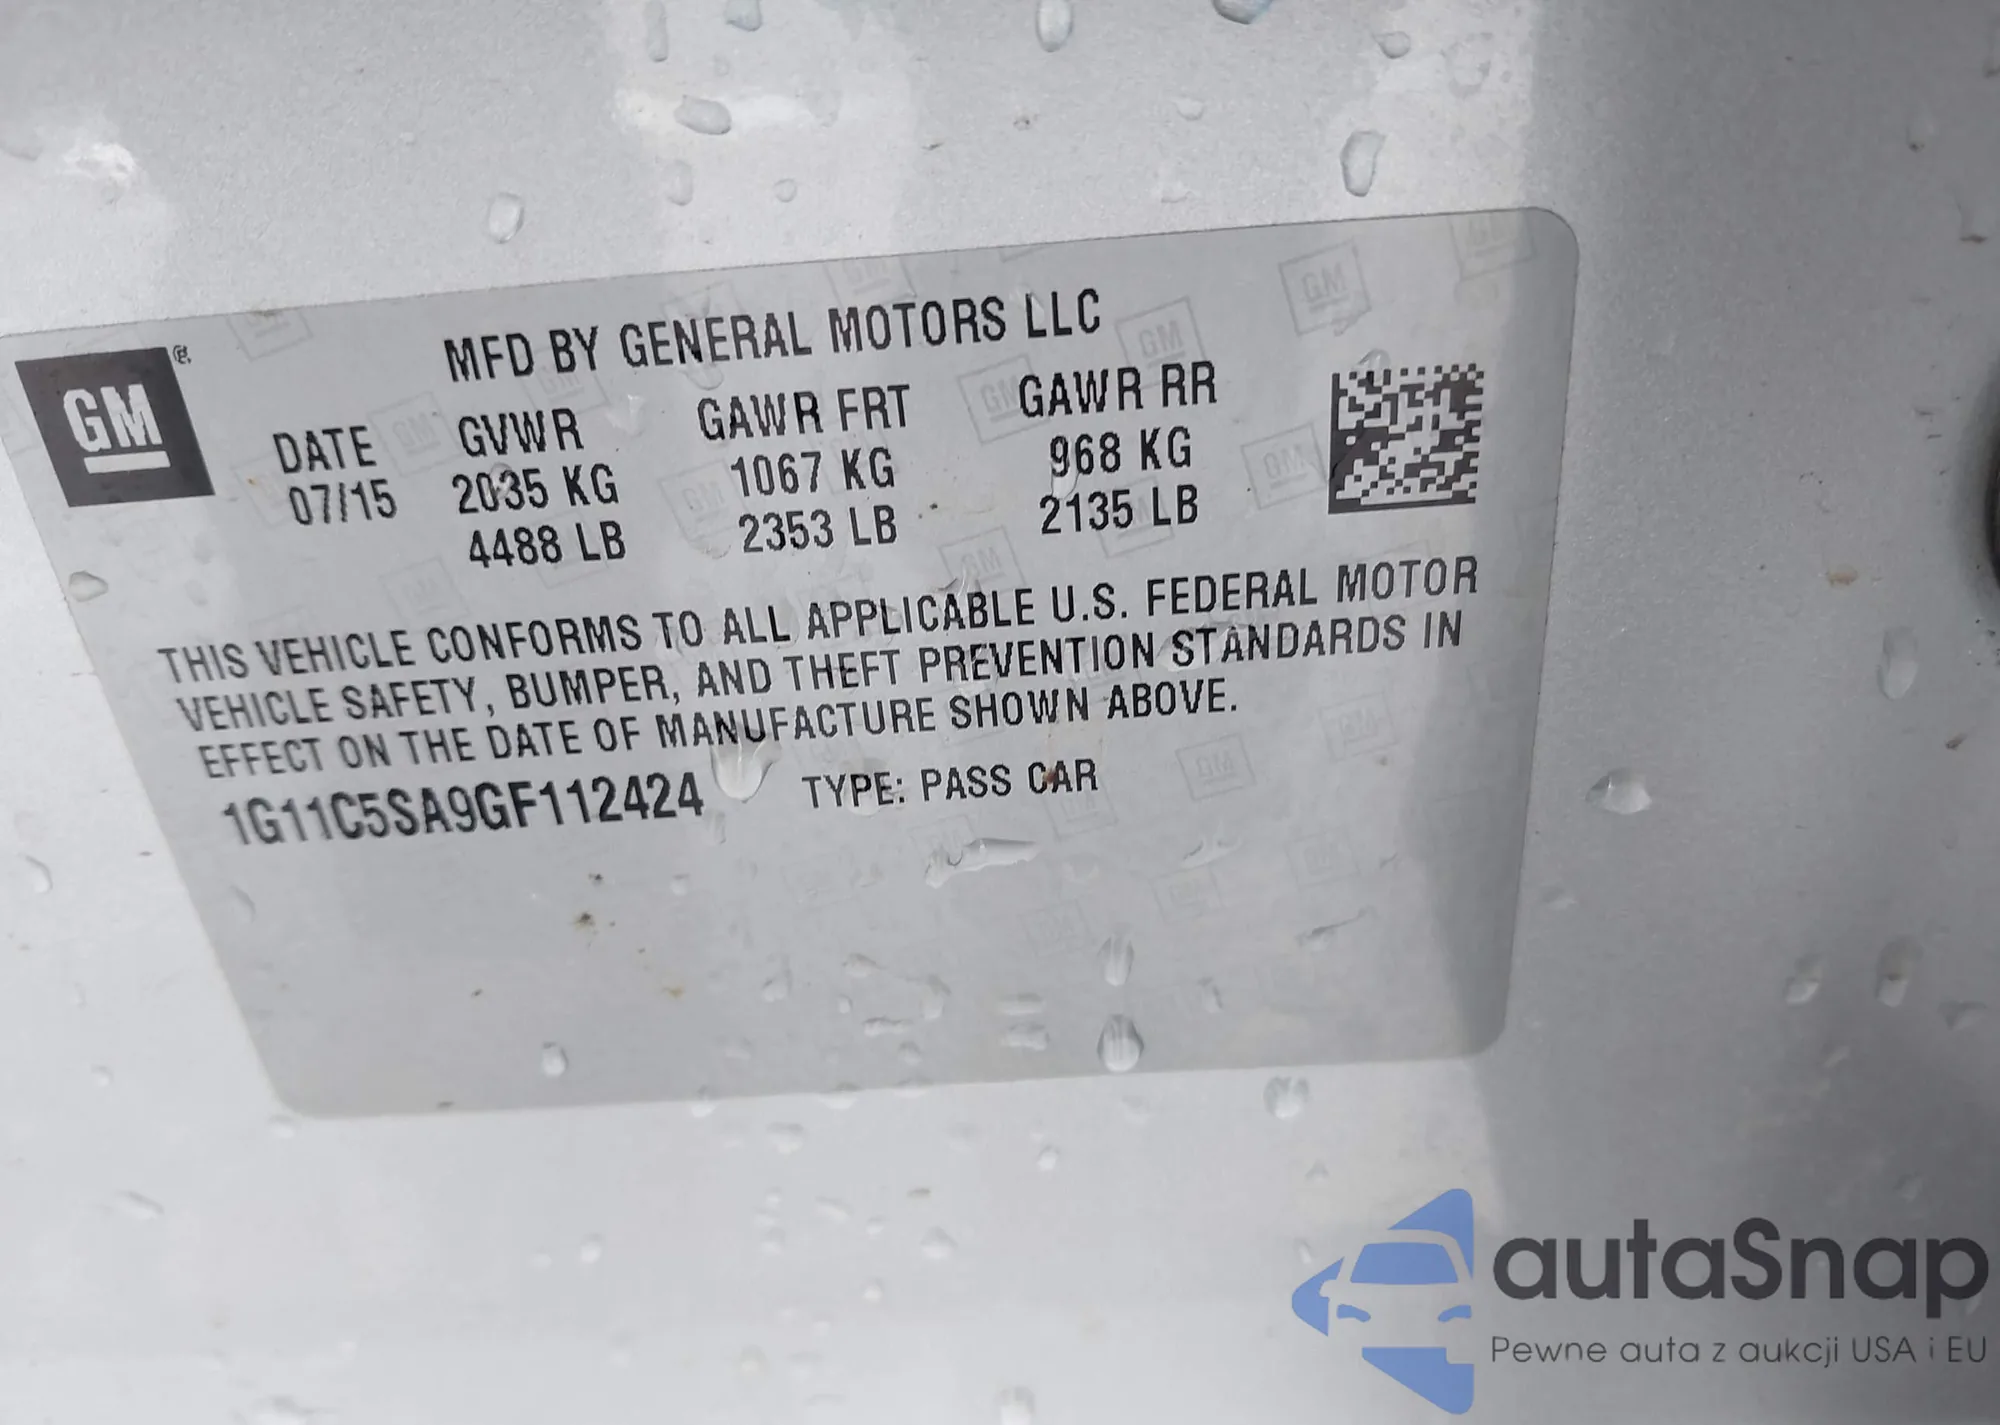 GM
MFD BY GENERAL MOTORS LLC
DATE GVWR GAWR FRT GAWR RR
07/15 2035 KG 1067 KG 968 KG
4488 LB 2353 LB 2135 LB
THIS VEHICLE CONFORMS TO ALL APPLICABLE U.S. FEDERAL MOTOR
VEHICLE SAFETY, BUMPER, AND THEFT PREVENTION STANDARDS IN
EFFECT ON THE DATE OF MANUFACTURE SHOWN ABOVE.
1G11C5SA9GF112424 TYPE: PASS CAR
autaSnap
Pewne auta z aukcji USA i EU